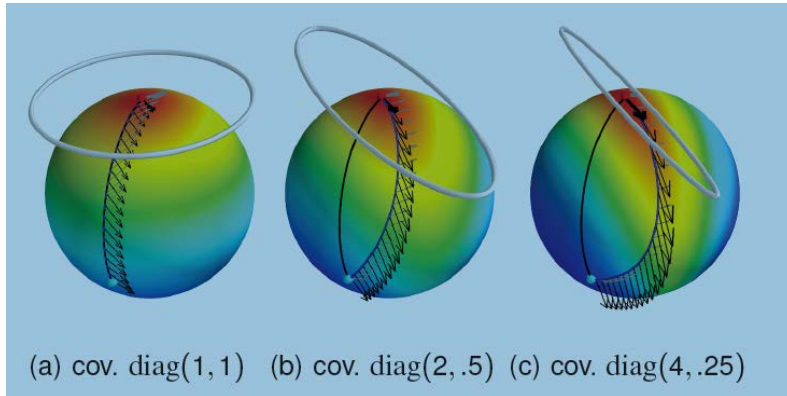 (a) cov. diag(1, 1) (b) cov. diag(2, .5) (c) cov. diag(4, .25)